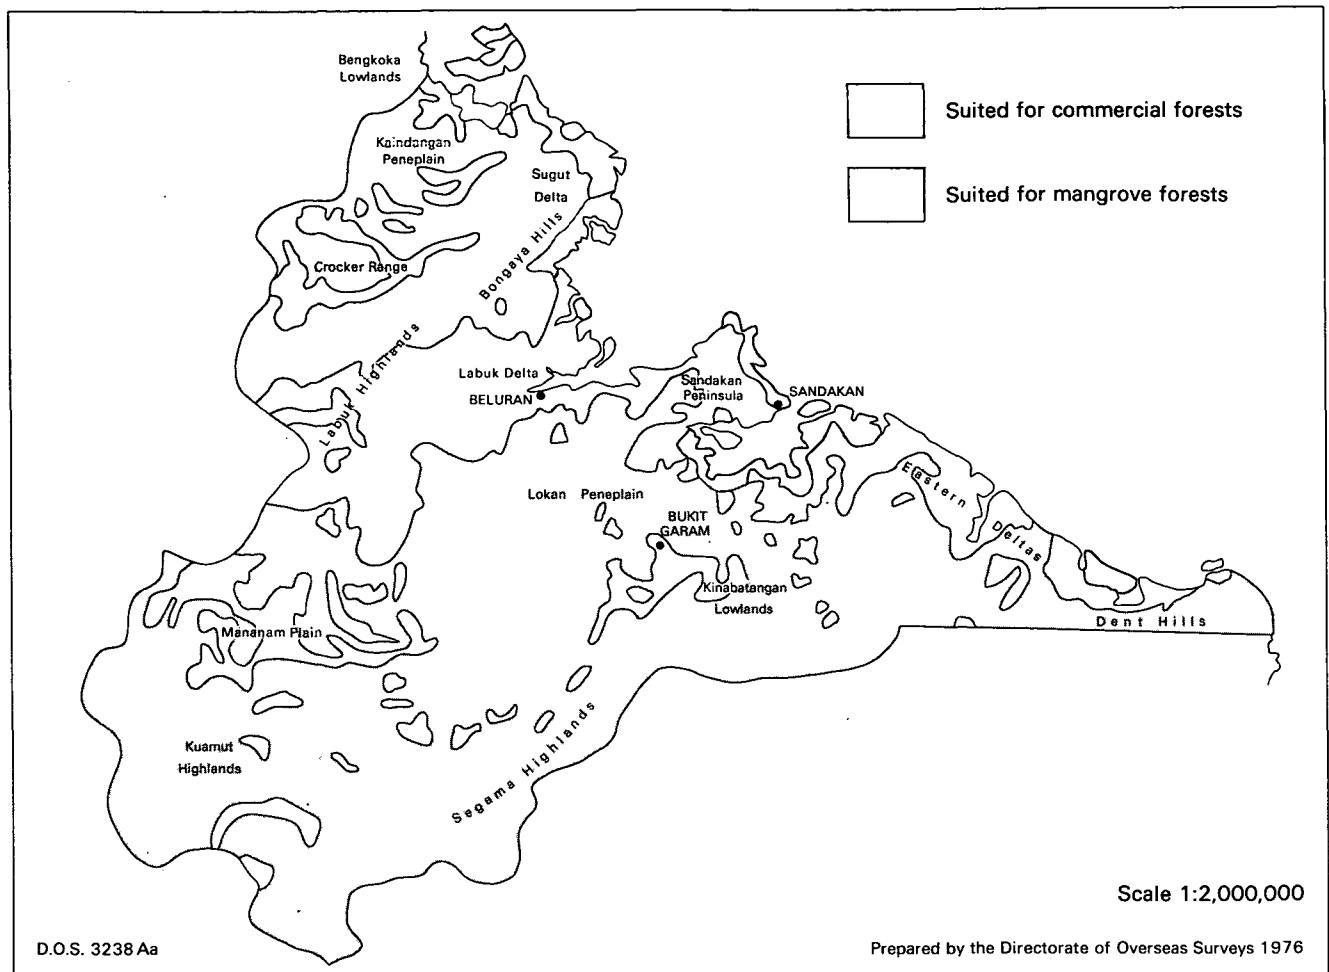 Bengkoka
Lowlands
Suited for commercial forests
Kaindangan
Peneplain
Sugut
Delta
Suited for mangrove forests
Bongaya Hills
Crocker Range
Labuk Highlands
Labuk Delta
BELURAN
Sandakan
Peninsula
SANDAKAN
Eastern Deltas
Lokan Peneplain
BUKIT
GARAM
Kinabatangan
Lowlands
Dent Hills
Mananam Plain
Kuamut
Highlands
Segama Highlands
Scale 1:2,000,000
D.O.S. 3238 Aa
Prepared by the Directorate of Overseas Surveys 1976